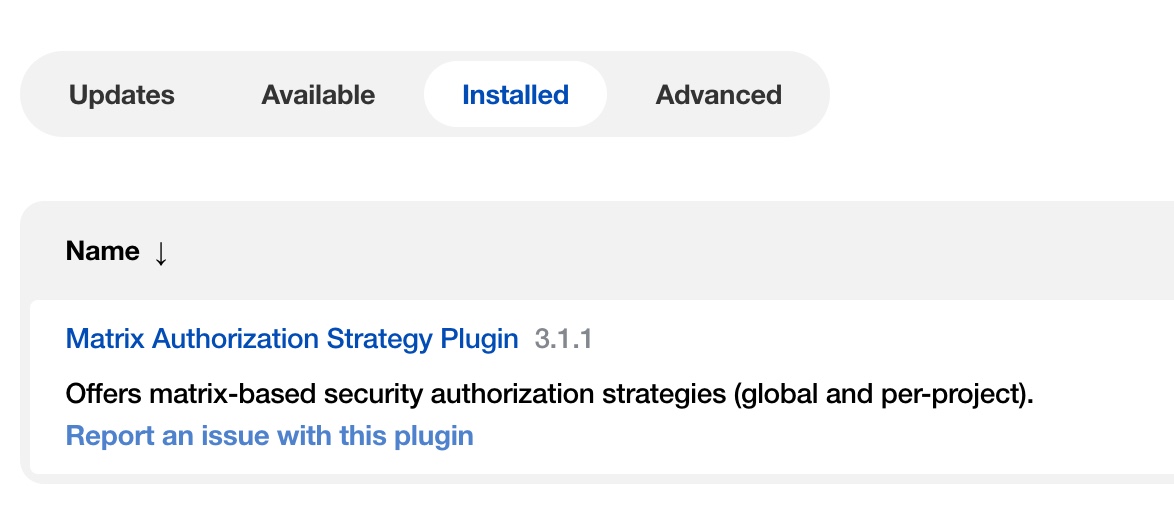 Updates Available Installed Advanced
Name ↓
Matrix Authorization Strategy Plugin 3.1.1
Offers matrix-based security authorization strategies (global and per-project).
Report an issue with this plugin